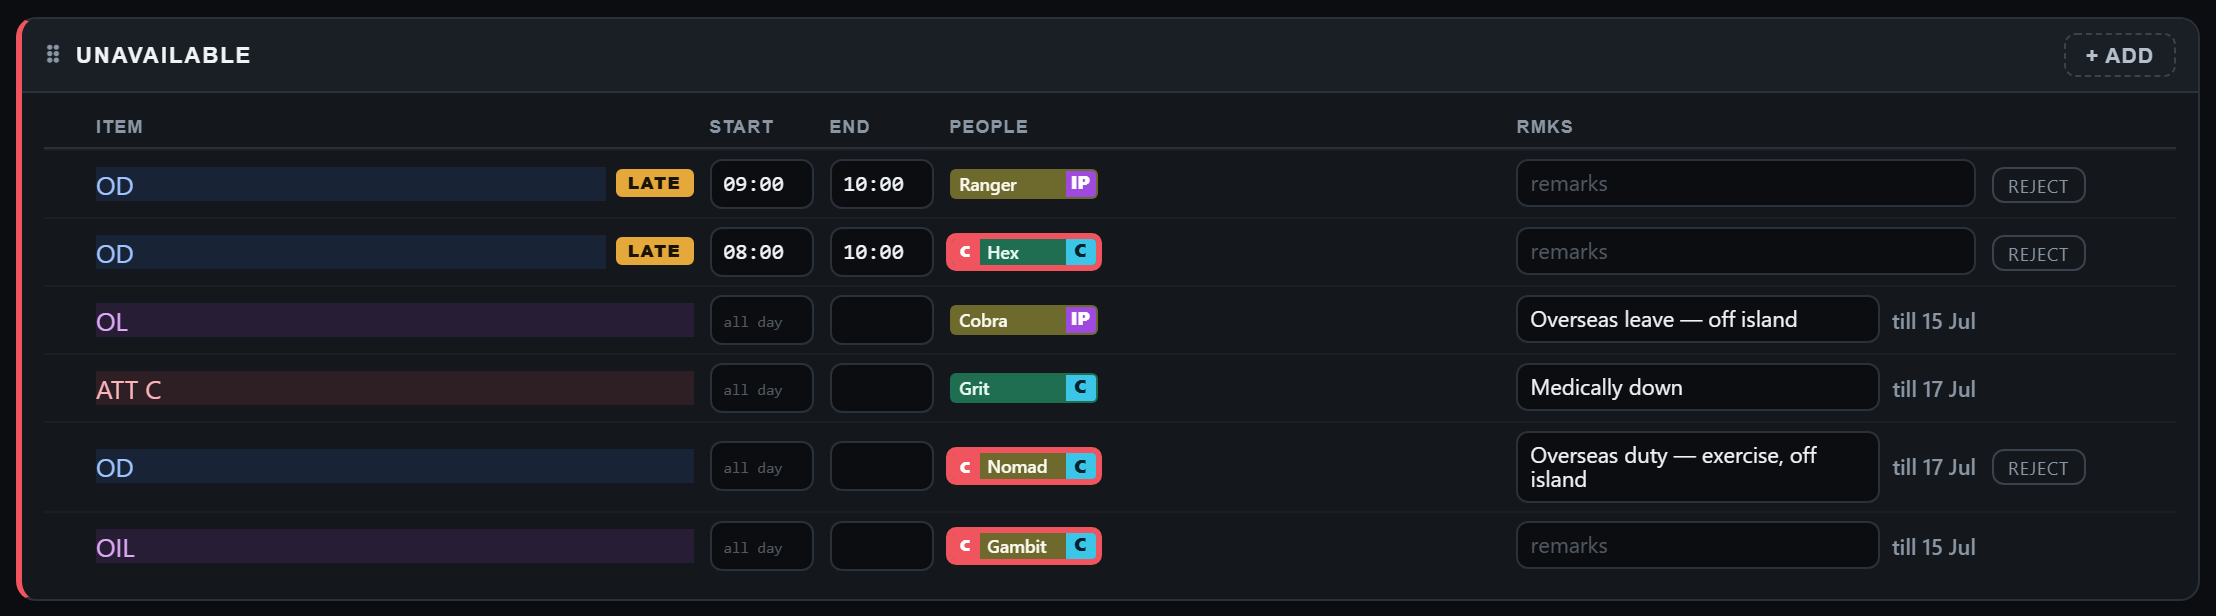 UNAVAILABLE + ADD
ITEM START END PEOPLE RMKS
OD LATE 09:00 10:00 Ranger IP remarks REJECT
OD LATE 08:00 10:00 C Hex C remarks REJECT
OL all day Cobra IP Overseas leave — off island till 15 Jul
ATT C all day Grit C Medically down till 17 Jul
OD all day C Nomad C Overseas duty — exercise, off
island till 17 Jul REJECT
OIL all day C Gambit C remarks till 15 Jul